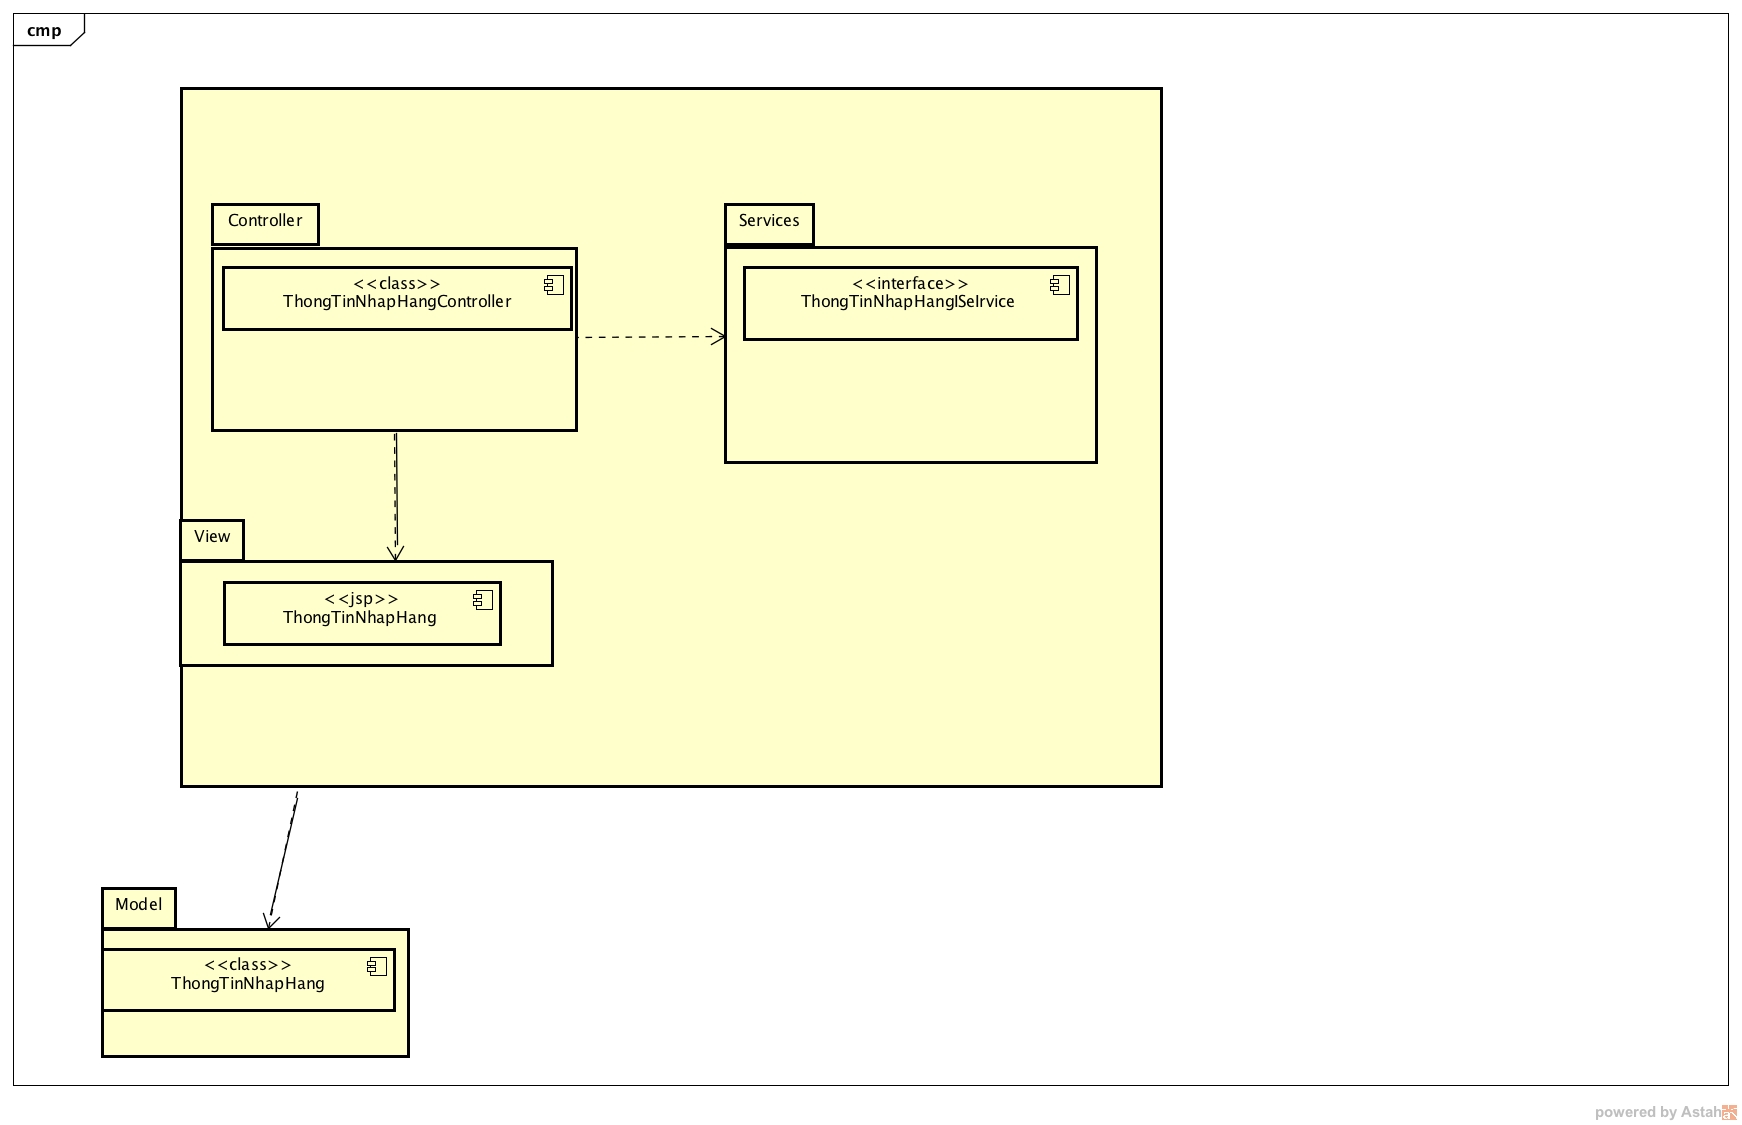 cmp
Controller
<<class>>
ThongTinNhapHangController
Services
<<interface>>
ThongTinNhapHangISeIrvice
View
<<jsp>>
ThongTinNhapHang
Model
<<class>>
ThongTinNhapHang
powered by Astah